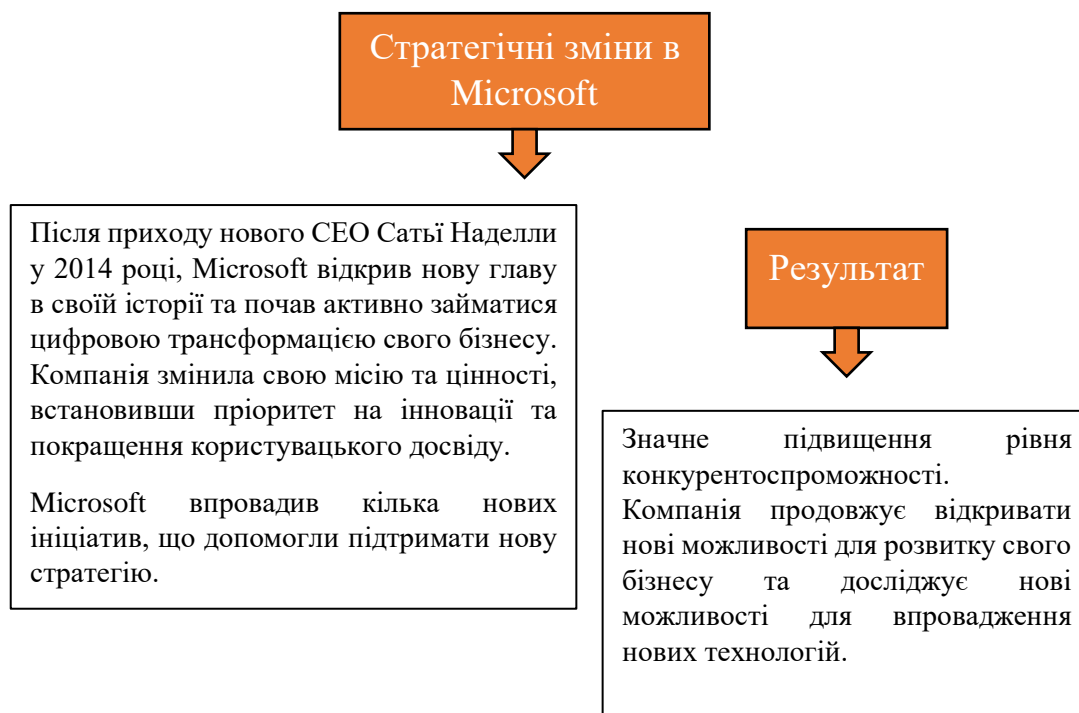 Стратегічні зміни в
Microsoft
Після приходу нового CEO Сатьї Наделли
у 2014 році, Microsoft відкрив нову главу
в своїй історії та почав активно займатися
цифровою трансформацією свого бізнесу.
Компанія змінила свою місію та цінності,
встановивши пріоритет на інновації та
покращення користувацького досвіду.
Microsoft впровадив кілька нових
ініціатив, що допомогли підтримати нову
стратегію.
Результат
Значне підвищення рівня
конкурентоспроможності.
Компанія продовжує відкривати
нові можливості для розвитку свого
бізнесу та досліджує нові
можливості для впровадження
нових технологій.